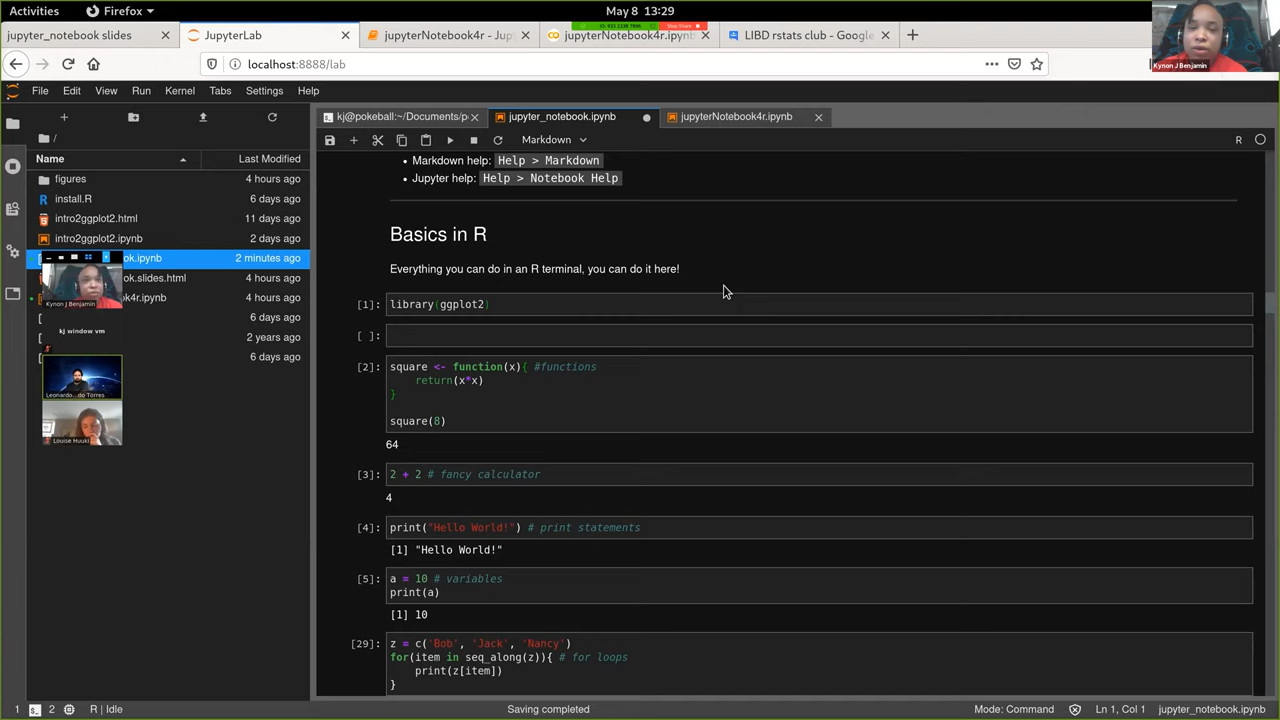 Activities
Firefox
May 8 13:29
jupyter_notebook slides
JupyterLab
jupyterNotebook4r - J
jupyterNotebook4r.ipynb
LIBD rstats club - Google
Kynon J Benjamin
localhost:8888/lab
File Edit View Run Kernel Tabs Settings Help
kj@pokeball:~/Documents/p
jupyter_notebook.ipynb
jupyterNotebook4r.ipynb
Markdown
R
/
Name
Last Modified
figures
4 hours ago
install.R
6 days ago
intro2ggplot2.html
11 days ago
intro2ggplot2.ipynb
2 days ago
ok.ipynb
2 minutes ago
ok.slides.html
4 hours ago
k4r.ipynb
4 hours ago
6 days ago
2 years ago
6 days ago
Kynon J Benjamin
kj window vm
Leonardo...do Torres
Louise Huuki
• Markdown help: Help > Markdown
• Jupyter help: Help > Notebook Help
Basics in R
Everything you can do in an R terminal, you can do it here!
[1]: library(ggplot2)
[ ]:
[2]: square <- function(x){ #functions
return(x*x)
}
square(8)
64
[3]: 2 + 2 # fancy calculator
4
[4]: print("Hello World!") # print statements
[1] "Hello World!"
[5]: a = 10 # variables
print(a)
[1] 10
[29]: z = c('Bob', 'Jack', 'Nancy')
for(item in seq_along(z)){ # for loops
print(z[item])
}
1
2
R | Idle
Saving completed
Mode: Command
Ln 1, Col 1
jupyter_notebook.ipynb